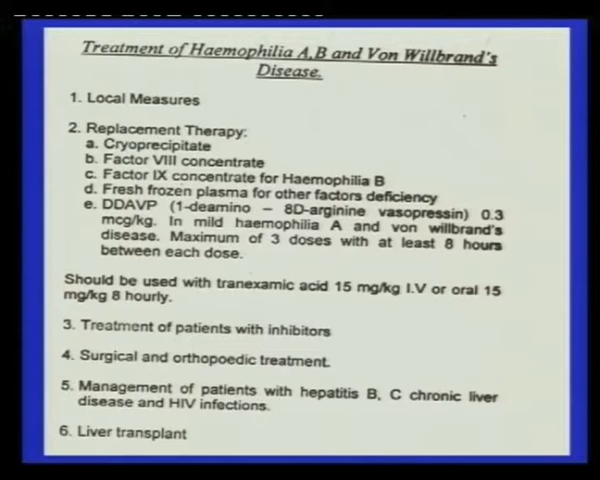 Treatment of Haemophilia A,B and Von Willbrand's
Disease.
1. Local Measures
2. Replacement Therapy:
a. Cryoprecipitate
b. Factor VIII concentrate
c. Factor IX concentrate for Haemophilia B
d. Fresh frozen plasma for other factors deficiency
e. DDAVP (1-deamino – 8D-arginine vasopressin) 0.3
mcg/kg. In mild haemophilia A and von willbrand's
disease. Maximum of 3 doses with at least 8 hours
between each dose.
Should be used with tranexamic acid 15 mg/kg I.V or oral 15
mg/kg 8 hourly.
3. Treatment of patients with inhibitors
4. Surgical and orthopoedic treatment.
5. Management of patients with hepatitis B, C chronic liver
disease and HIV infections.
6. Liver transplant